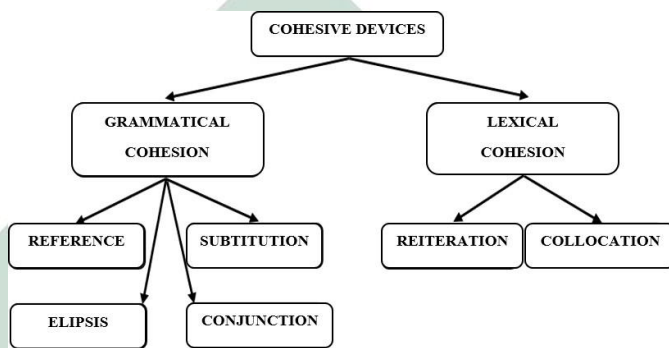 COHESIVE DEVICES
GRAMMATICAL
COHESION
LEXICAL
COHESION
REFERENCE
SUBTITUTION
REITERATION
COLLOCATION
ELIPSIS
CONJUNCTION